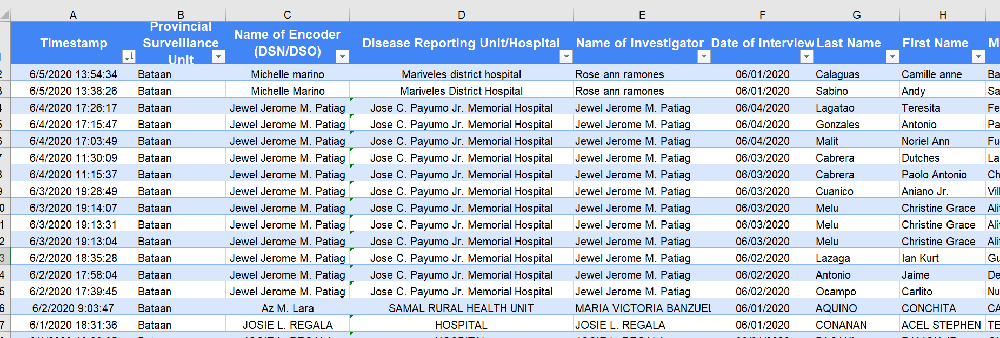 A B C D E F G H
Timestamp Provincial Surveillance Unit Name of Encoder (DSN/DSO) Disease Reporting Unit/Hospital Name of Investigator Date of Interview Last Name First Name M
2 6/5/2020 13:54:34 Bataan Michelle marino Mariveles district hospital Rose ann ramones 06/01/2020 Calaguas Camille anne Ba
3 6/5/2020 13:38:26 Bataan Michelle Marino Mariveles District Hospital Rose ann ramones 06/01/2020 Sabino Andy Sa
4 6/4/2020 17:26:17 Bataan Jewel Jerome M. Patiag Jose C. Payumo Jr. Memorial Hospital Jewel Jerome M. Patiag 06/04/2020 Lagatao Teresita Fe
5 6/4/2020 17:15:47 Bataan Jewel Jerome M. Patiag Jose C. Payumo Jr. Memorial Hospital Jewel Jerome M. Patiag 06/04/2020 Gonzales Antonio Pa
6 6/4/2020 17:03:49 Bataan Jewel Jerome M. Patiag Jose C. Payumo Jr. Memorial Hospital Jewel Jerome M. Patiag 06/04/2020 Malit Noriel Ann Fu
7 6/4/2020 11:30:09 Bataan Jewel Jerome M. Patiag Jose C. Payumo Jr. Memorial Hospital Jewel Jerome M. Patiag 06/03/2020 Cabrera Dutches La
8 6/4/2020 11:15:37 Bataan Jewel Jerome M. Patiag Jose C. Payumo Jr. Memorial Hospital Jewel Jerome M. Patiag 06/03/2020 Cabrera Paolo Antonio Ch
9 6/3/2020 19:28:49 Bataan Jewel Jerome M. Patiag Jose C. Payumo Jr. Memorial Hospital Jewel Jerome M. Patiag 06/03/2020 Cuanico Aniano Jr. Vil
0 6/3/2020 19:14:07 Bataan Jewel Jerome M. Patiag Jose C. Payumo Jr. Memorial Hospital Jewel Jerome M. Patiag 06/03/2020 Melu Christine Grace Ali
1 6/3/2020 19:13:31 Bataan Jewel Jerome M. Patiag Jose C. Payumo Jr. Memorial Hospital Jewel Jerome M. Patiag 06/03/2020 Melu Christine Grace Ali
2 6/3/2020 19:13:04 Bataan Jewel Jerome M. Patiag Jose C. Payumo Jr. Memorial Hospital Jewel Jerome M. Patiag 06/03/2020 Melu Christine Grace Ali
3 6/2/2020 18:35:28 Bataan Jewel Jerome M. Patiag Jose C. Payumo Jr. Memorial Hospital Jewel Jerome M. Patiag 06/02/2020 Lazaga Ian Kurt Gu
4 6/2/2020 17:58:04 Bataan Jewel Jerome M. Patiag Jose C. Payumo Jr. Memorial Hospital Jewel Jerome M. Patiag 06/02/2020 Antonio Jaime De
5 6/2/2020 17:39:45 Bataan Jewel Jerome M. Patiag Jose C. Payumo Jr. Memorial Hospital Jewel Jerome M. Patiag 06/02/2020 Ocampo Carlito Nu
6 6/2/2020 9:03:47 Bataan Az M. Lara SAMAL RURAL HEALTH UNIT MARIA VICTORIA BANZUEL 06/01/2020 AQUINO CONCHITA CA
7 6/1/2020 18:31:36 Bataan JOSIE L. REGALA HOSPITAL JOSIE L. REGALA 06/01/2020 CONANAN ACEL STEPHEN TE